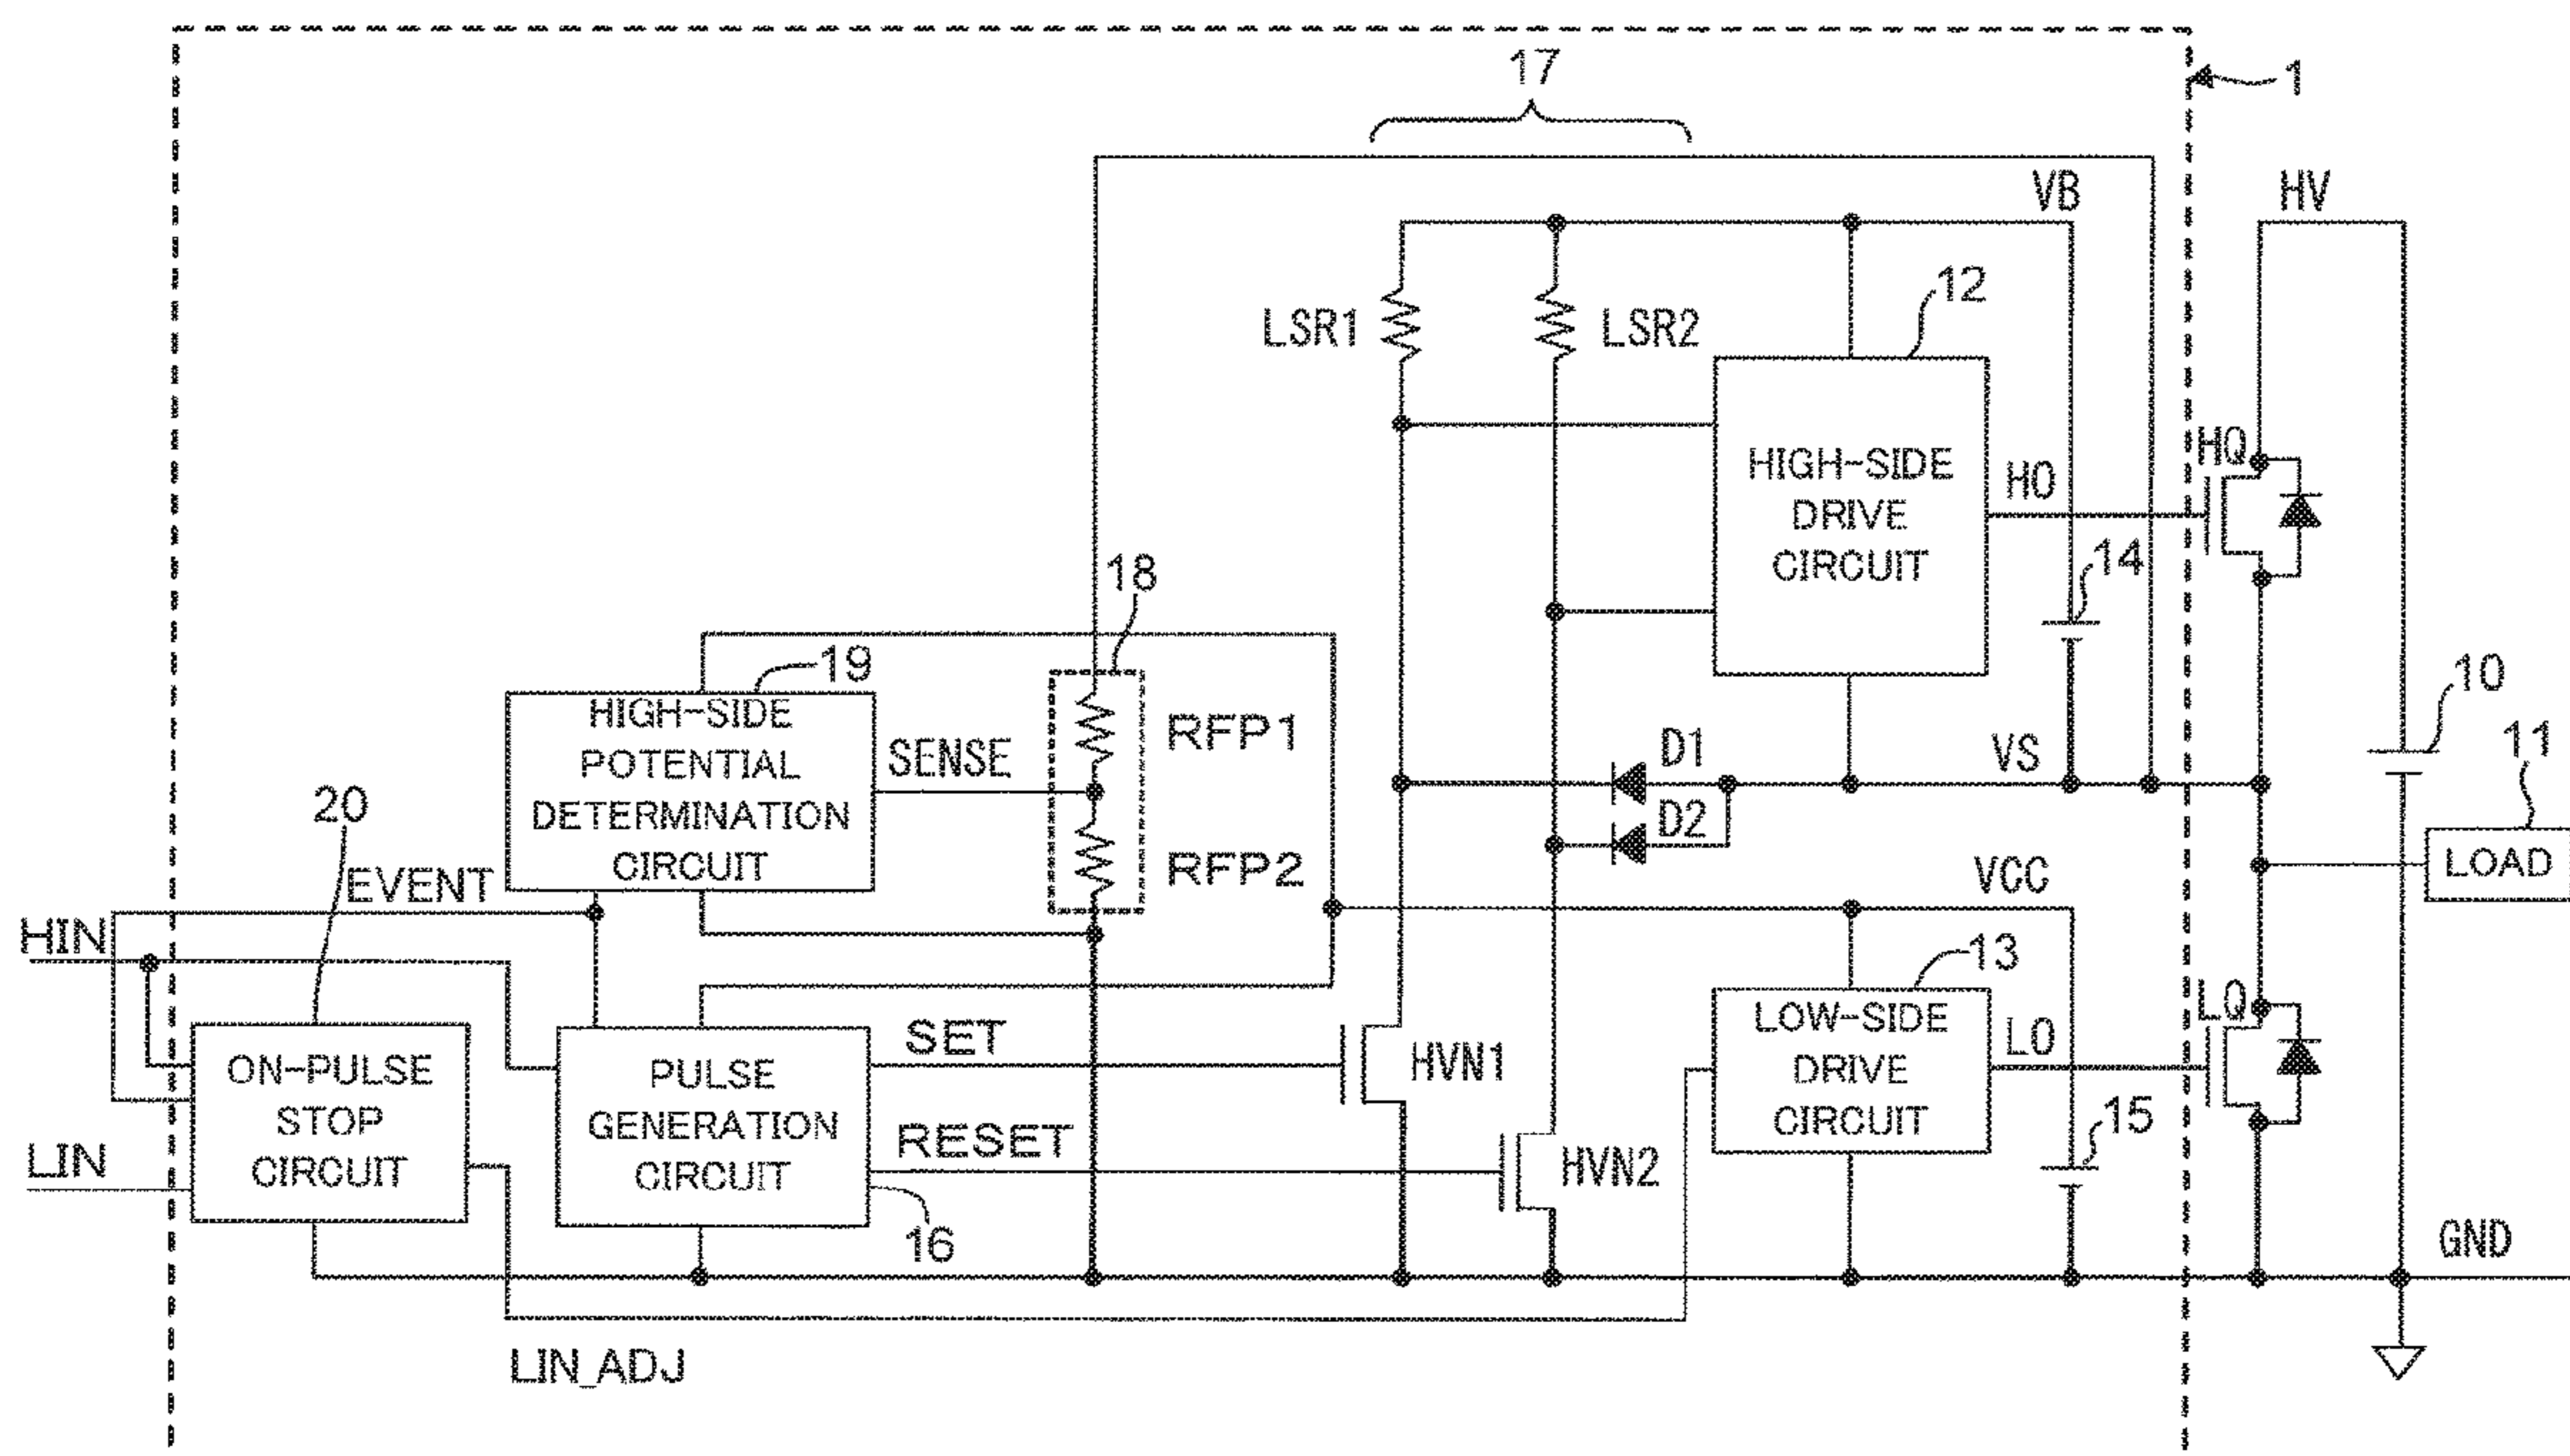 17
1
VB
HV
12
LSR1
LSR2
HIGH-SIDE
DRIVE
CIRCUIT
HO
HQ
14
18
19
HIGH-SIDE
POTENTIAL
DETERMINATION
CIRCUIT
SENSE
RFP1
RFP2
D1
D2
VS
10
11
LOAD
20
EVENT
VCC
HIN
13
LOW-SIDE
DRIVE
CIRCUIT
LO
LQ
ON-PULSE
STOP
CIRCUIT
PULSE
GENERATION
CIRCUIT
SET
RESET
HVN1
HVN2
15
LIN
16
GND
LIN_ADJ